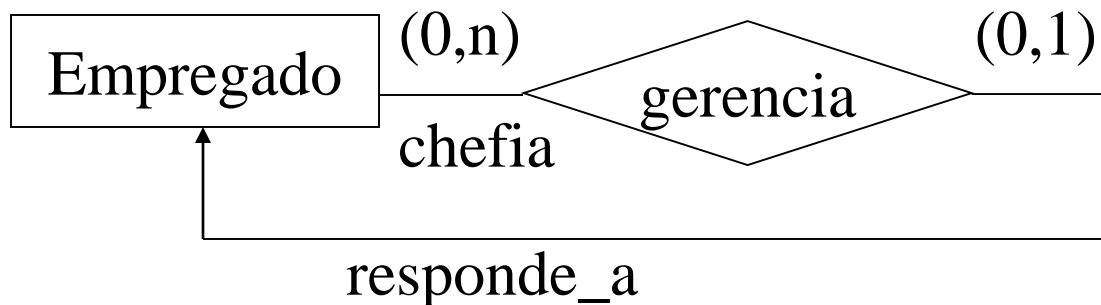 (0,n)
(0,1)
Empregado
gerencia
chefia
responde_a